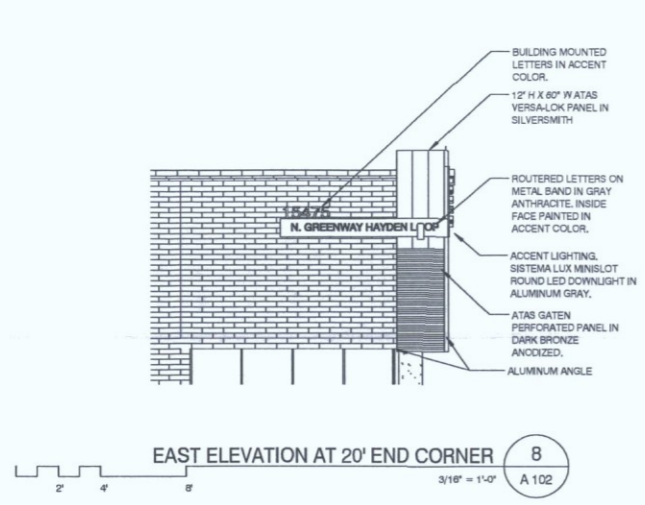 BUILDING MOUNTED
LETTERS IN ACCENT
COLOR.
12" H X 60" W ATAS
VERSA-LOK PANEL IN
SILVERSMITH
ROUTERED LETTERS ON
METAL BAND IN GRAY
ANTHRACITE. INSIDE
FACE PAINTED IN
ACCENT COLOR.
15475
N. GREENWAY HAYDEN LOOP
ACCENT LIGHTING.
SISTEMA LUX MINISLOT
ROUND LED DOWNLIGHT IN
ALUMINUM GRAY.
ATAS GATEN
PERFORATED PANEL IN
DARK BRONZE
ANODIZED.
ALUMINUM ANGLE
EAST ELEVATION AT 20' END CORNER
8
3/16" = 1'-0"
A 102
2' 4' 8'